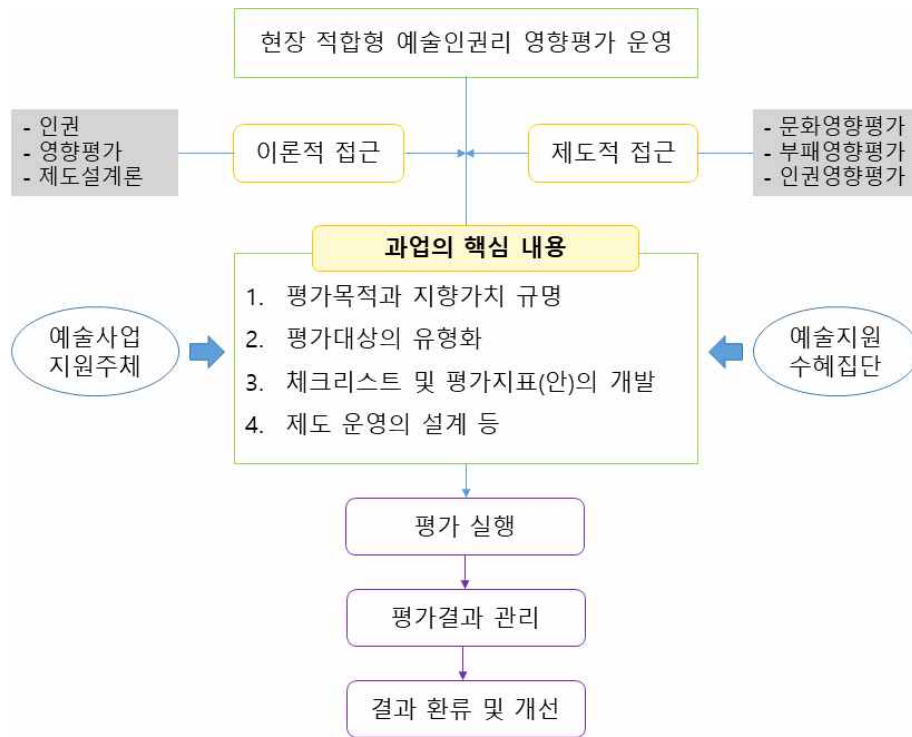 현장 적합형 예술인권리 영향평가 운영
- 인권
- 영향평가
- 제도설계론
이론적 접근
제도적 접근
- 문화영향평가
- 부패영향평가
- 인권영향평가
과업의 핵심 내용
1. 평가목적과 지향가치 규명
2. 평가대상의 유형화
3. 체크리스트 및 평가지표(안)의 개발
4. 제도 운영의 설계 등
예술사업
지원주체
예술지원
수혜집단
평가 실행
평가결과 관리
결과 환류 및 개선